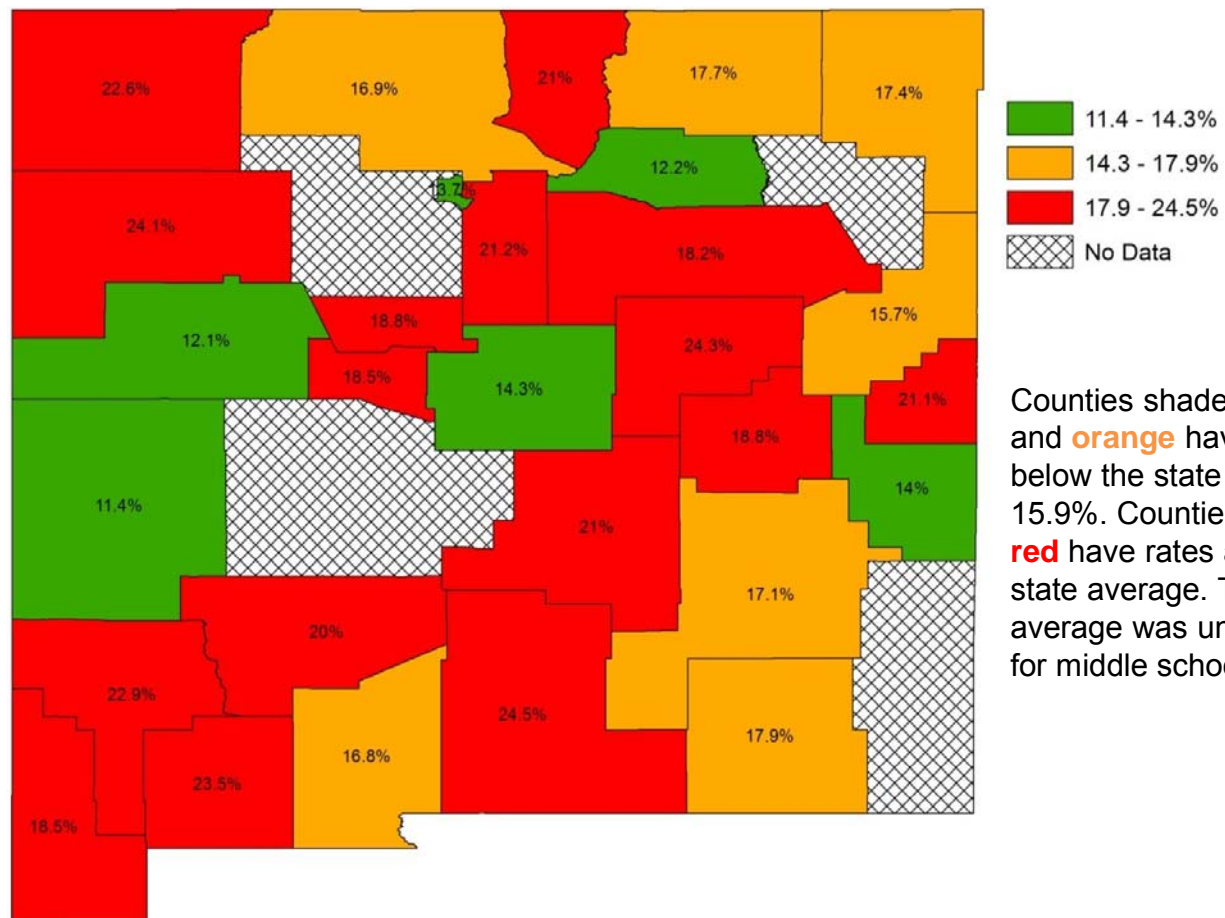 22.6%
16.9%
21%
17.7%
17.4%
12.2%
13.7%
24.1%
21.2%
18.2%
15.7%
18.8%
12.1%
24.3%
18.5%
14.3%
21.1%
18.8%
11.4%
14%
21%
17.1%
20%
22.9%
24.5%
17.9%
16.8%
23.5%
18.5%
11.4 - 14.3%
14.3 - 17.9%
17.9 - 24.5%
No Data
Counties shade
and orange hav
below the state
15.9%. Countie
red have rates a
state average. T
average was un
for middle schoo